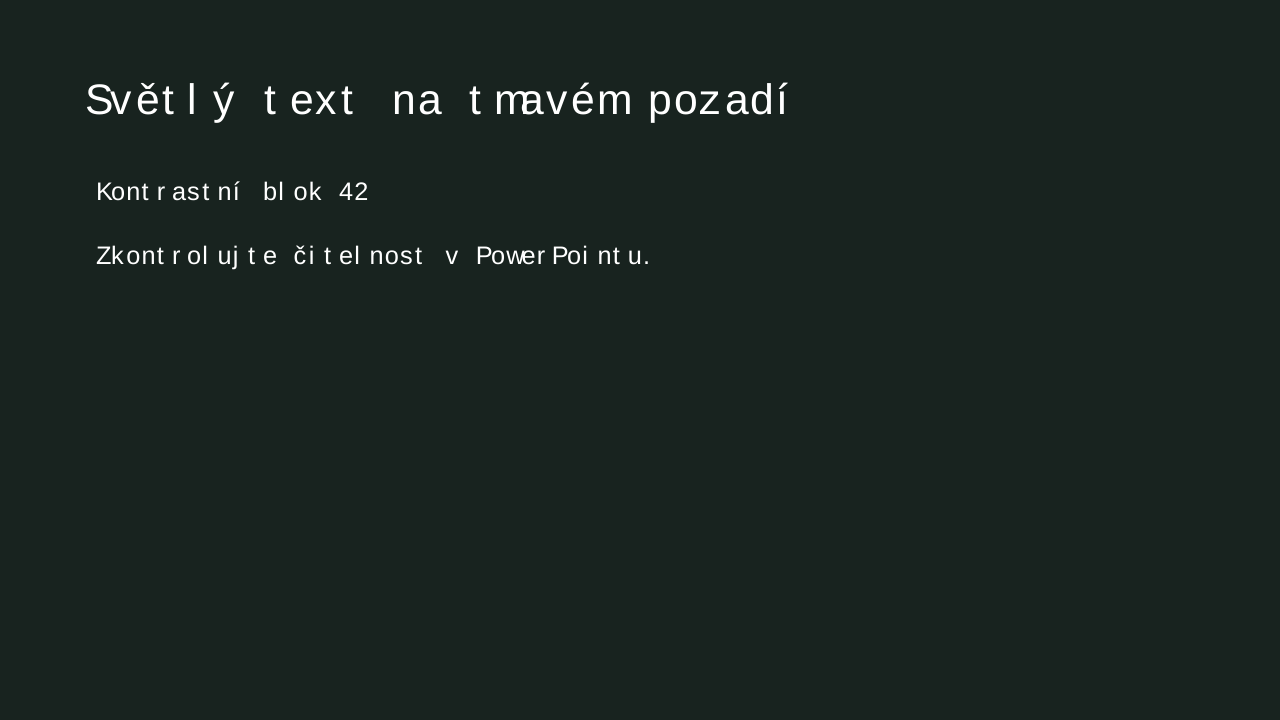 Světlý text na tmavém pozadí
Kontrastní blok 42
Zkontrolujte čitelnost v PowerPointu.